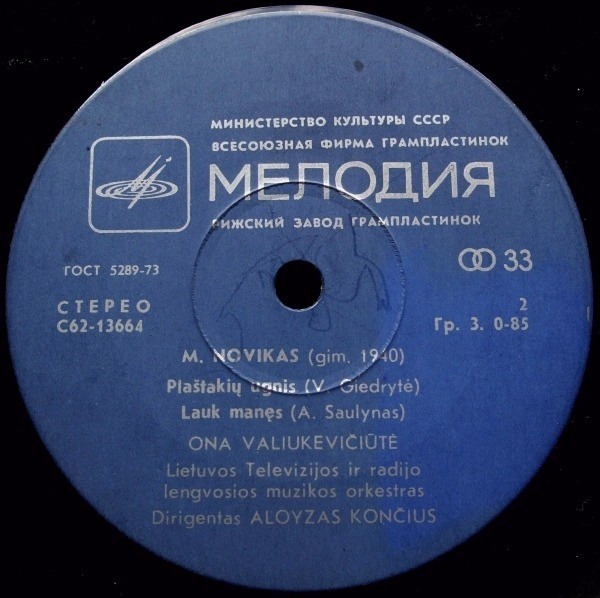 МИНИСТЕРСТВО КУЛЬТУРЫ СССР
ВСЕСОЮЗНАЯ ФИРМА ГРАМПЛАСТИНОК
МЕЛОДИЯ
РИЖСКИЙ ЗАВОД ГРАМПЛАСТИНОК
ГОСТ 5289-73
33
СТЕРЕО
2
С62-13664
Гр. 3. 0-85
M. NOVIKAS (gim. 1940)
Plaštakių ugnis (V. Giedrytė)
Lauk manęs (A. Saulynas)
ONA VALIUKEVIČIŪTĖ
Lietuvos Televizijos ir radijo
lengvosios muzikos orkestras
Dirigentas ALOYZAS KONČIUS